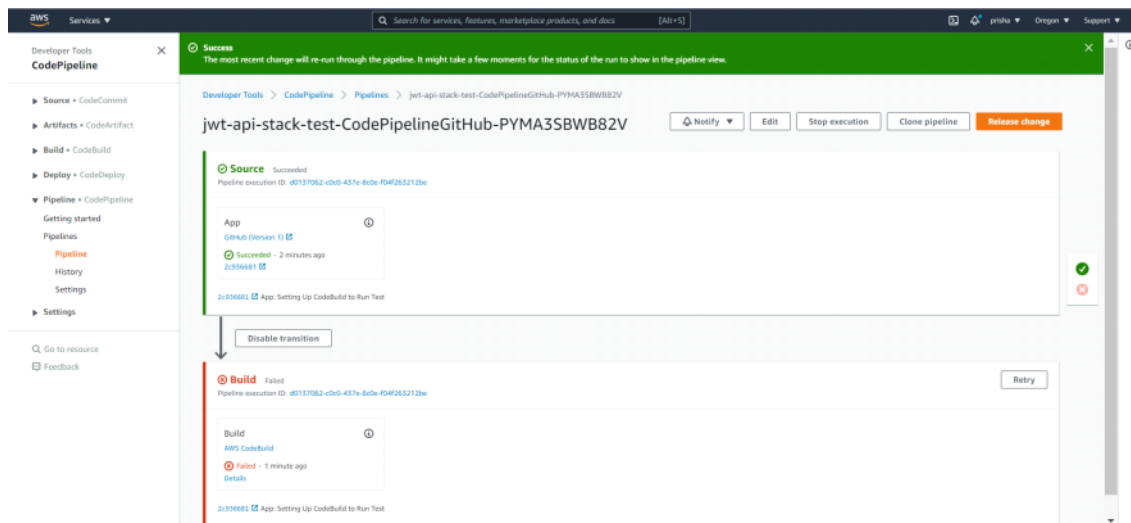 aws Services ▼ Search for services, features, marketplace products, and docs [Alt+S] prisha ▼ Oregon ▼ Support ▼
Developer Tools
CodePipeline
Source • CodeCommit
Artifacts • CodeArtifact
Build • CodeBuild
Deploy • CodeDeploy
Pipeline • CodePipeline
Getting started
Pipelines
Pipeline
History
Settings
Settings
Go to resource
Feedback
Success
The most recent change will re-run through the pipeline. It might take a few moments for the status of the run to show in the pipeline view.
Developer Tools > CodePipeline > Pipelines > jwt-api-stack-test-CodePipelineGitHub-PYMA3SBWB82V
jwt-api-stack-test-CodePipelineGitHub-PYMA3SBWB82V
Notify ▼ Edit Stop execution Clone pipeline Release change
Source Succeeded
Pipeline execution ID: d0137062-c0c0-437e-8c0e-f04f263212be
App
GitHub (Version 1)
Succeeded - 2 minutes ago
2c936681
2c936681 App: Setting Up CodeBuild to Run Test
Disable transition
Build Failed
Retry
Pipeline execution ID: d0137062-c0c0-437e-8c0e-f04f263212be
Build
AWS CodeBuild
Failed - 1 minute ago
Details
2c936681 App: Setting Up CodeBuild to Run Test